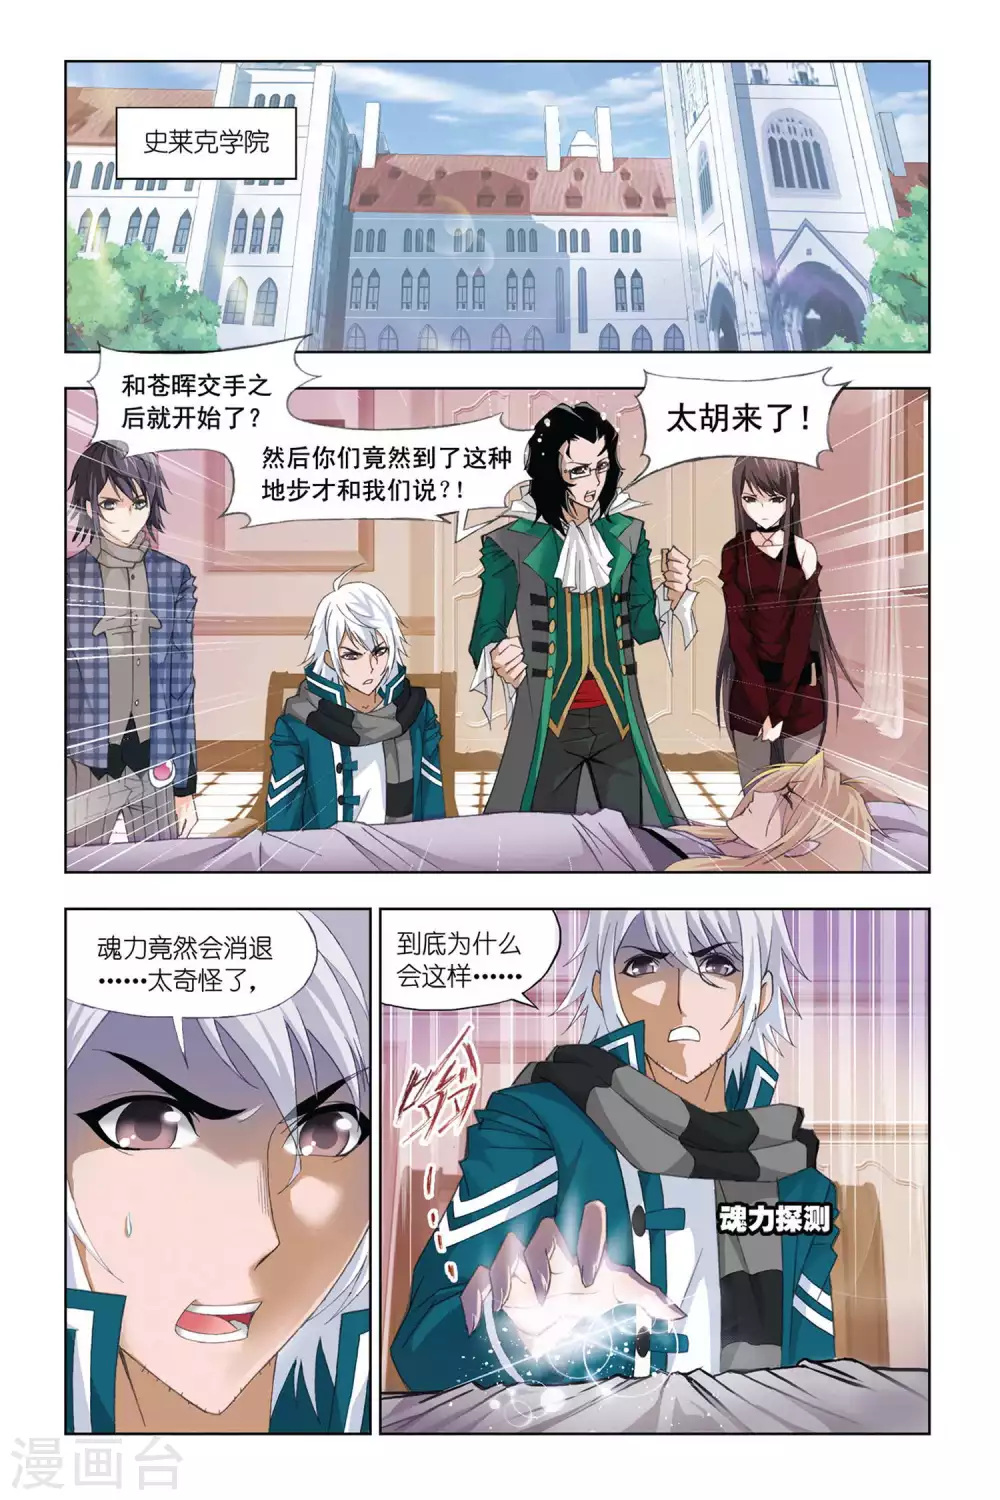 史莱克学院
和苍晖交手之
后就开始了？
然后你们竟然到了这种
地步才和我们说？！
太胡来了！
魂力竟然会消退
……太奇怪了，
到底为什么
会这样……
嗡……
魂力探测
漫画台